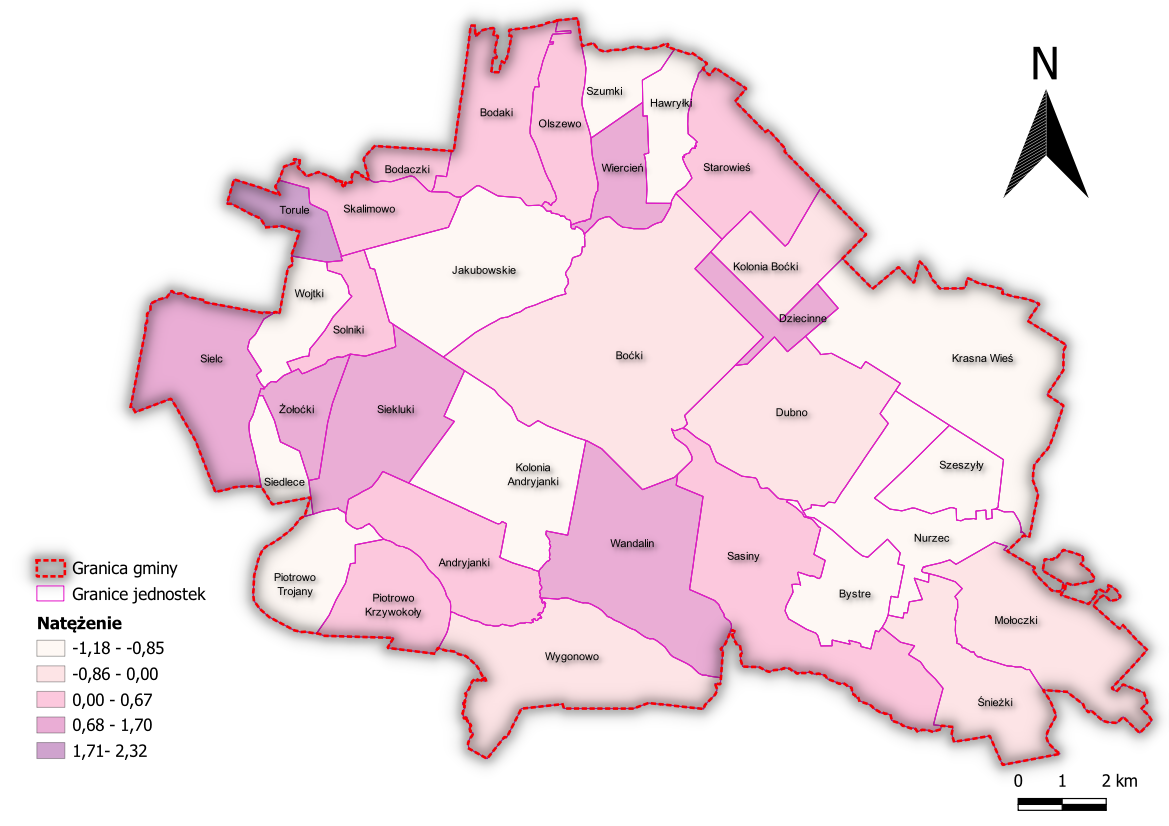 N
Szumki
Hawryłki
Bodaki
Olszewo
Bodaczki
Wiercień
Starowieś
Torule
Skalimowo
Jakubowskie
Kolonia Boćki
Wojtki
Solniki
Dziecinne
Sielc
Boćki
Krasna Wieś
Żołoćki
Siekluki
Dubno
Kolonia
Andryjanki
Szeszyły
Siedlece
Wandalin
Nurzec
Sasiny
Andryjanki
Piotrowo
Trojany
Bystre
Piotrowo
Krzywokoły
Mołoczki
Wygonowo
Śnieżki
Granica gminy
Granice jednostek
Natężenie
-1,18 - -0,85
-0,86 - 0,00
0,00 - 0,67
0,68 - 1,70
1,71- 2,32
0 1 2 km